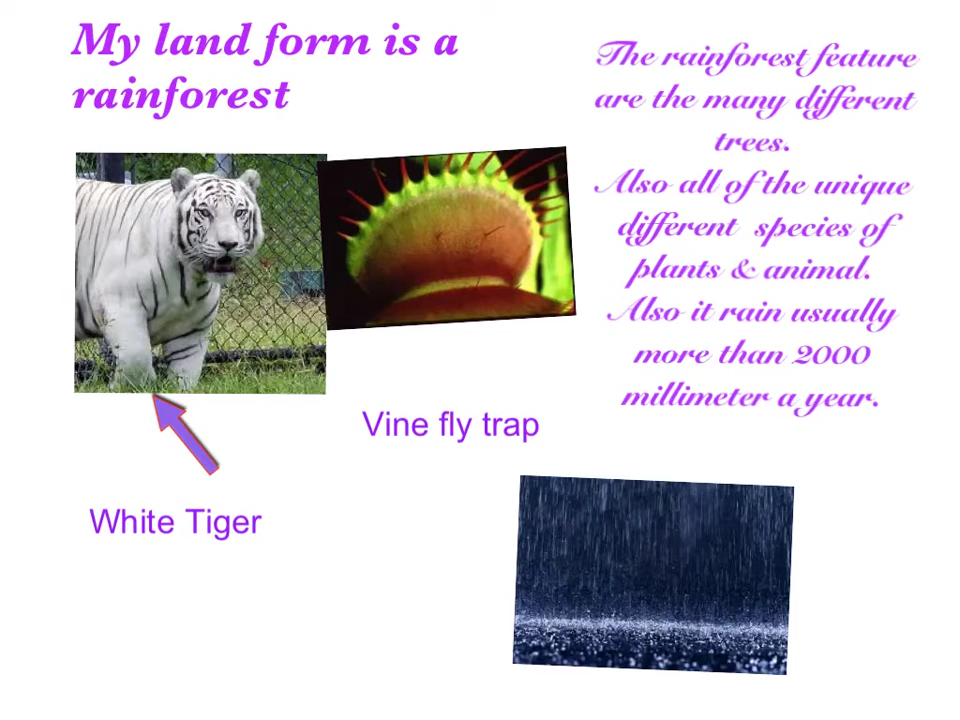 My land form is a
rainforest
The rainforest feature
are the many different
trees.
Also all of the unique
different species of
plants & animal.
Also it rain usually
more than 2000
millimeter a year.
Vine fly trap
White Tiger